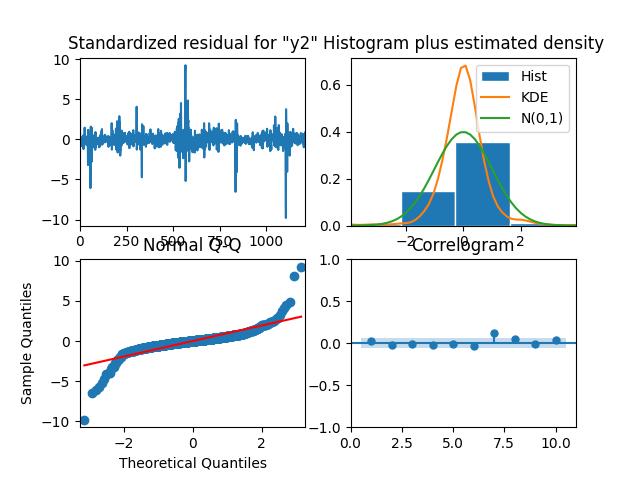 Standardized residual for "y2"
Histogram plus estimated density
10
5
0
−5
−10
0 250 500 750 1000
0.6
0.4
0.2
0.0
−2 0 2
Hist
KDE
N(0,1)
Normal Q-Q
Correlogram
Sample Quantiles
10
5
0
−5
−10
−2 0 2
Theoretical Quantiles
1.0
0.5
0.0
−0.5
−1.0
0.0 2.5 5.0 7.5 10.0